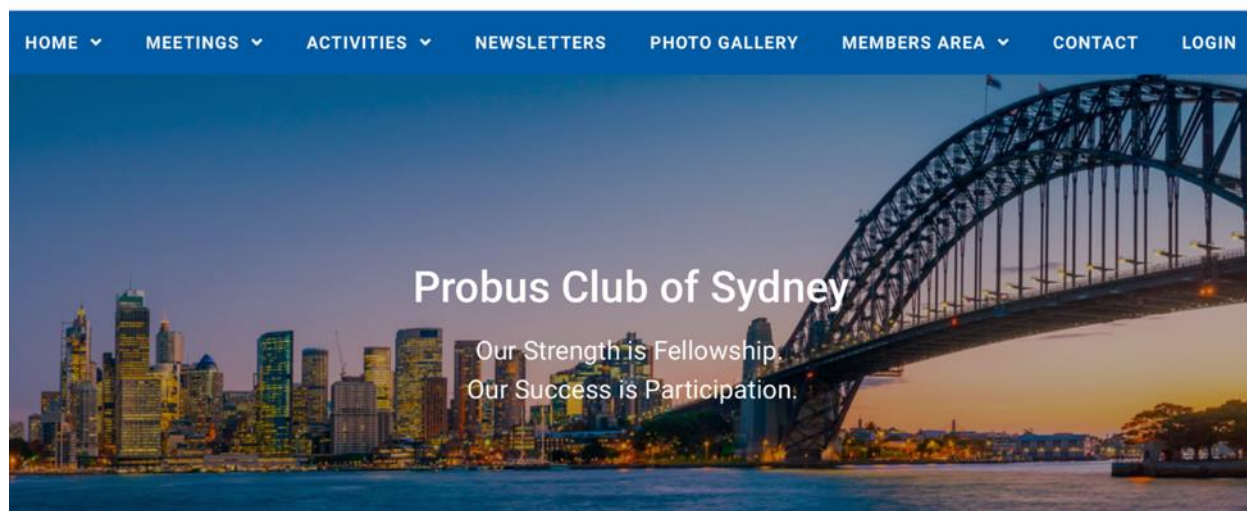 HOME MEETINGS ACTIVITIES NEWSLETTERS PHOTO GALLERY MEMBERS AREA CONTACT LOGIN
Probus Club of Sydney
Our Strength is Fellowship.
Our Success is Participation.